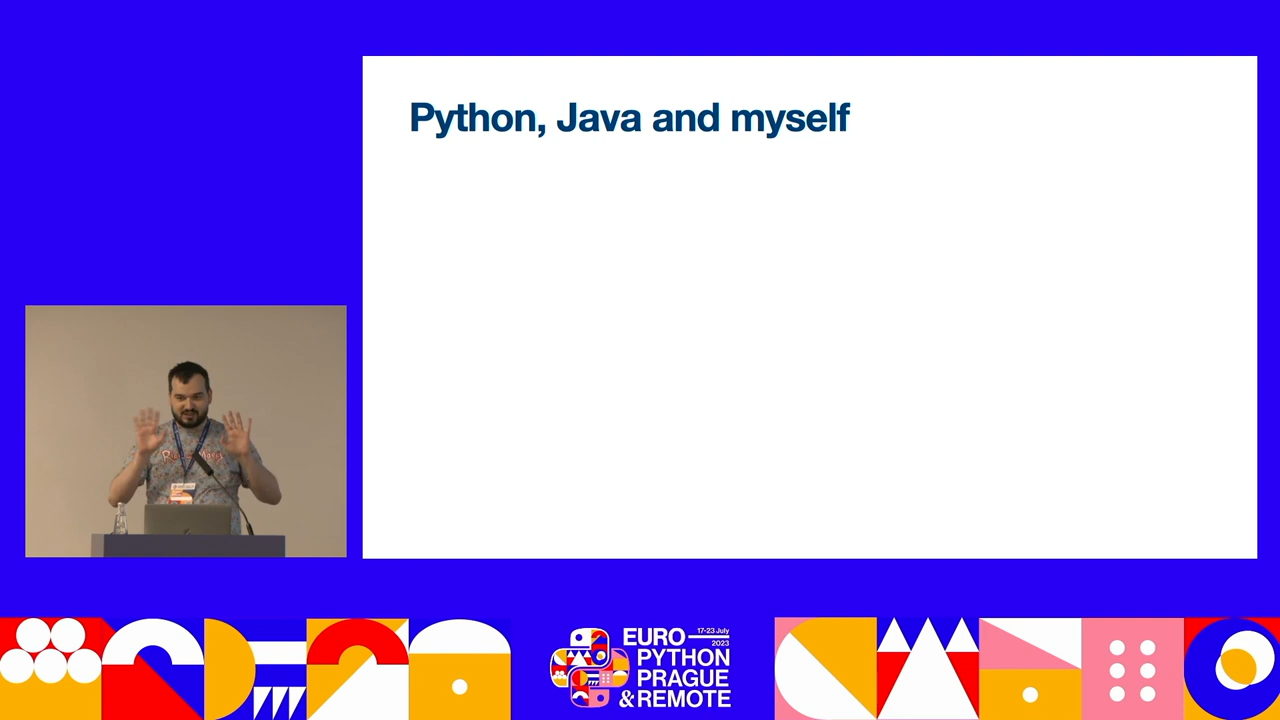 Python, Java and myself
EURO
17-23 July
2023
PYTHON
PRAGUE
& REMOTE